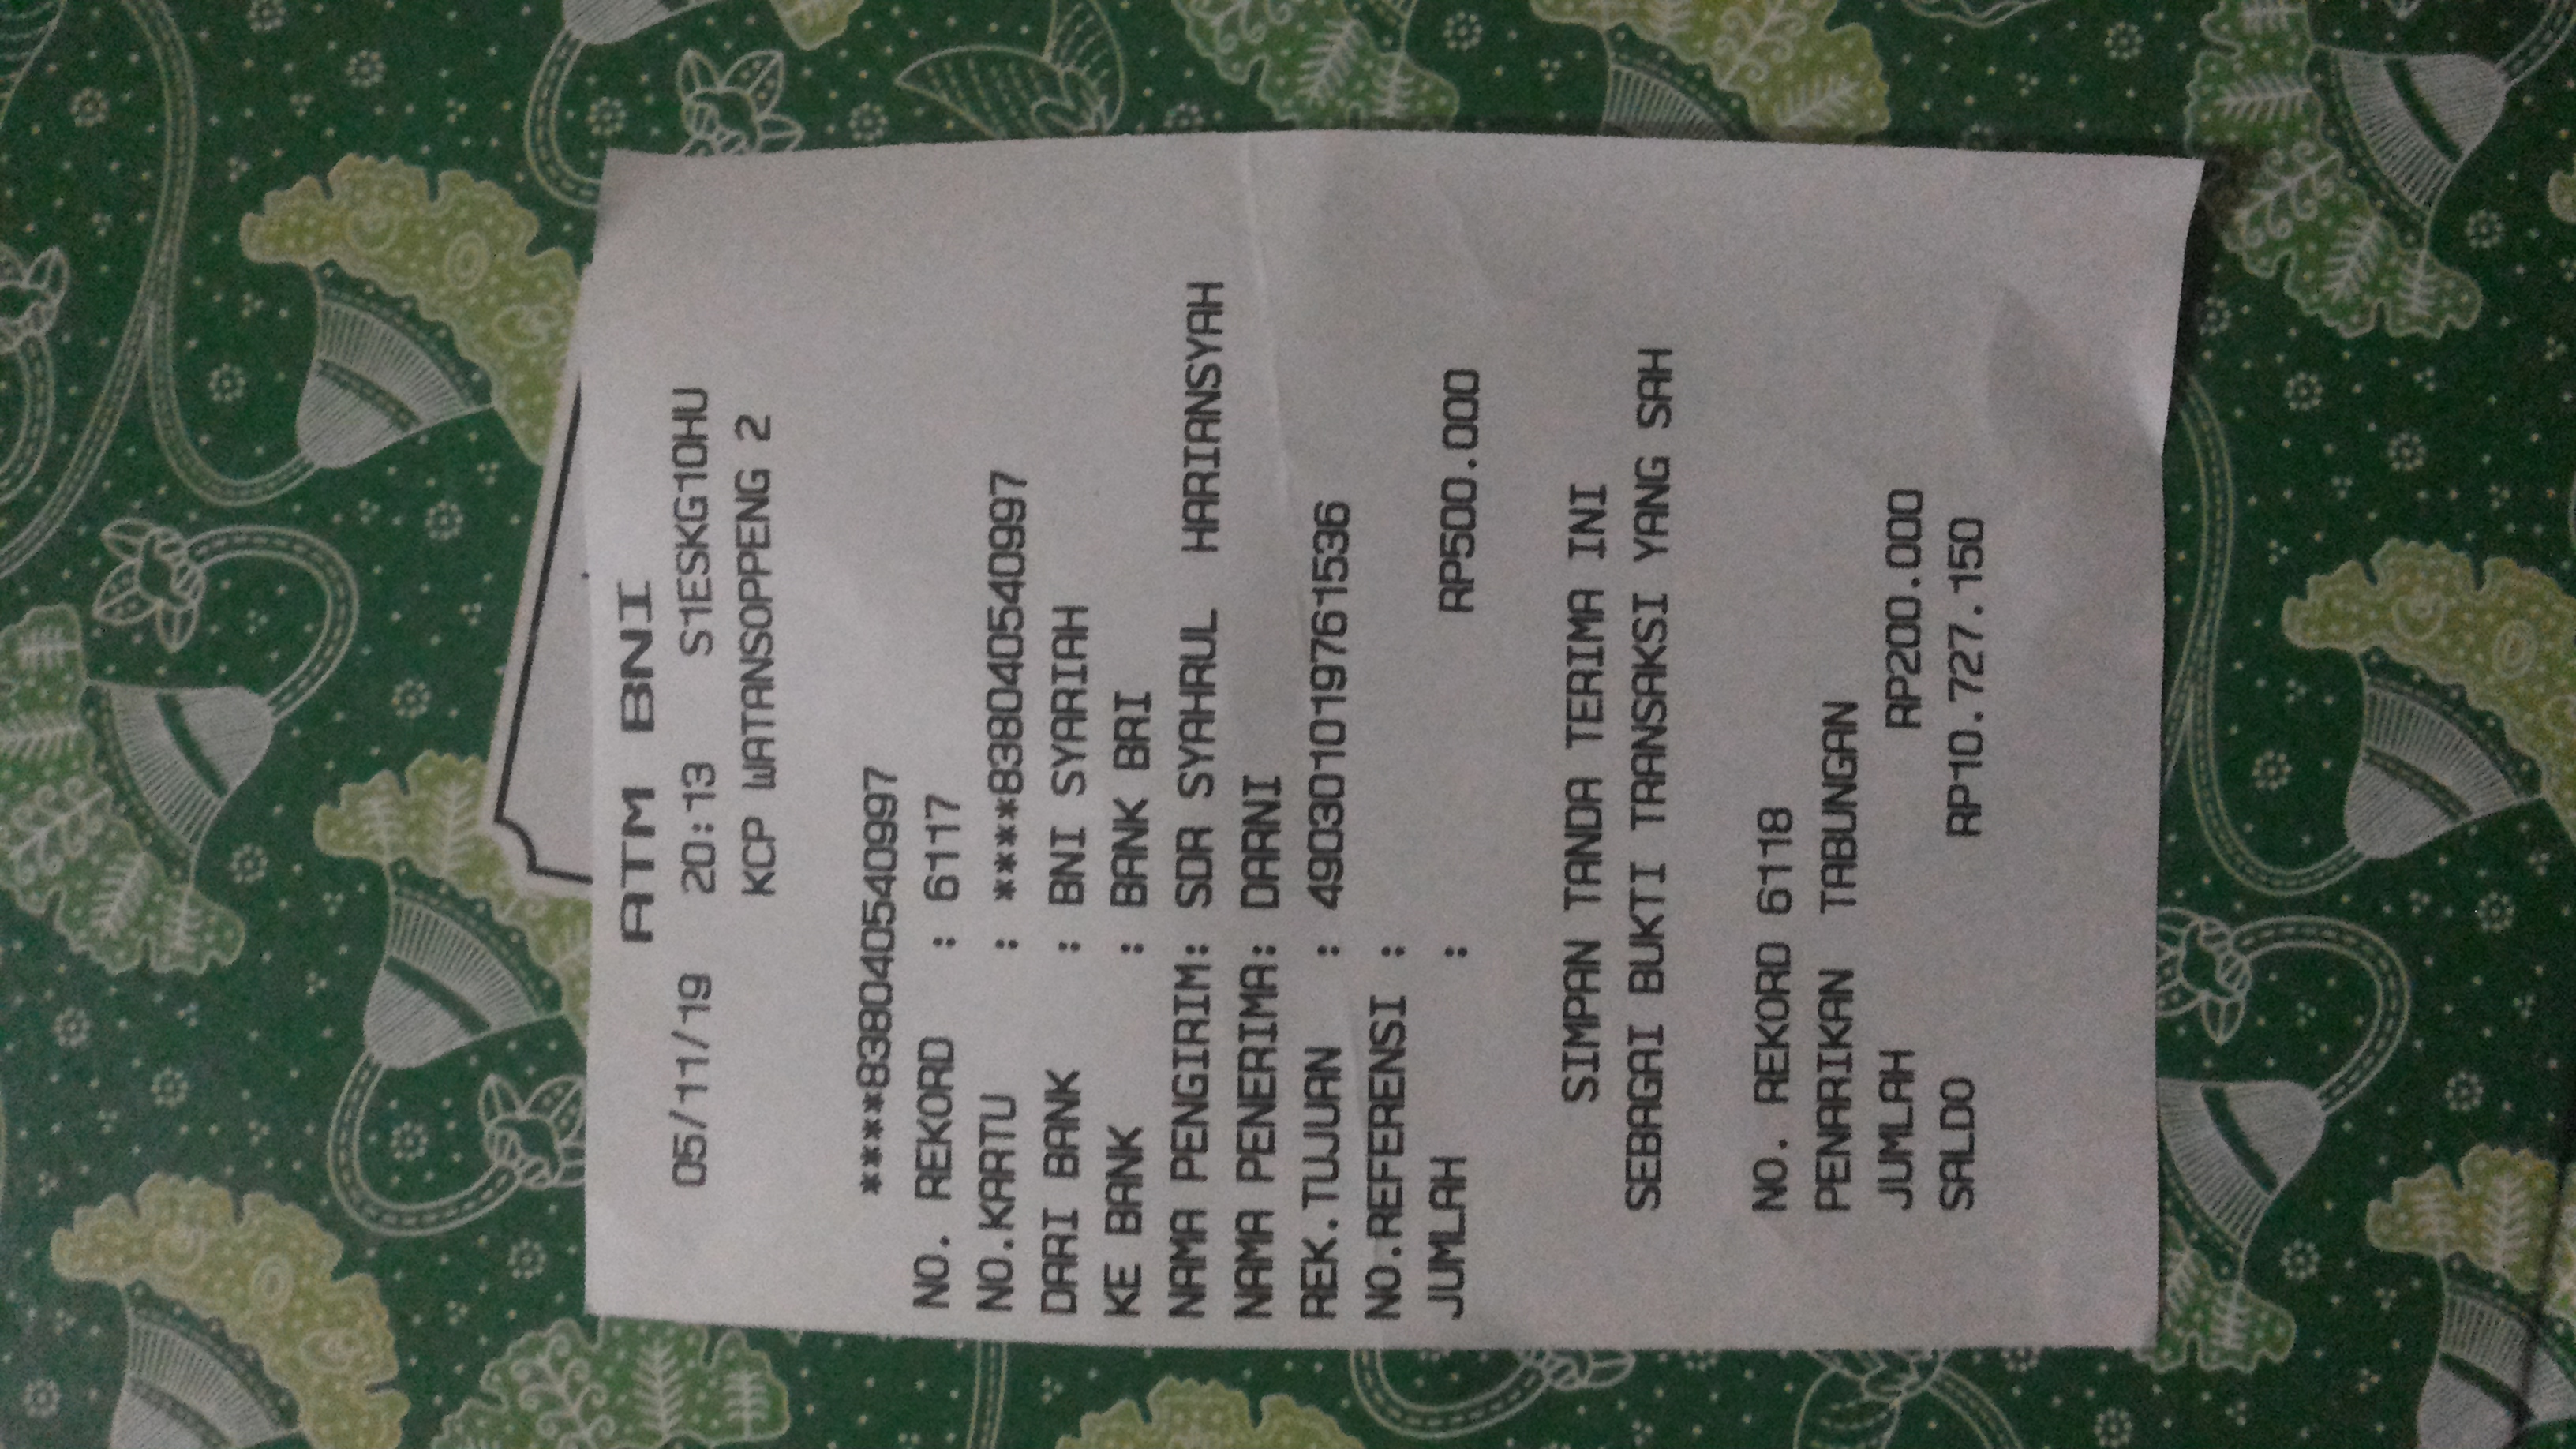 ATM BNI
05/11/19 20:13 S1ESKG10HU
KCP WATANSOPPENG 2
****838040540997
NO. REKORD : 6117
NO.KARTU : ****838040540997
DARI BANK : BNI SYARIAH
KE BANK : BANK BRI
NAMA PENGIRIM: SDR SYAHRUL HARIANSYAH
NAMA PENERIMA: DARNI
REK.TUJUAN : 490301019761536
NO.REFERENSI :
JUMLAH : RP500.000
SIMPAN TANDA TERIMA INI
SEBAGAI BUKTI TRANSAKSI YANG SAH
NO. REKORD 6118
PENARIKAN TABUNGAN
JUMLAH RP200.000
SALDO RP10.727.150